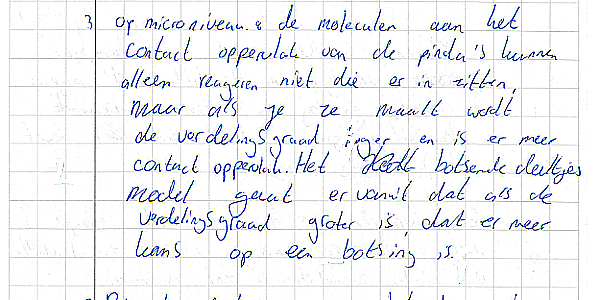 3 op microniveau. : de moleculen aan het
contact oppervlak van de pinda's kunnen
alleen reageren niet die er in zitten,
maar als je ze maalt wordt
de verdelingsgraad hoger en is er meer
contact oppervlak. Het botsende deeltjes
model gaat er vanuit dat als de
verdelingsgraad groter is, dat er meer
kans op een botsing is.